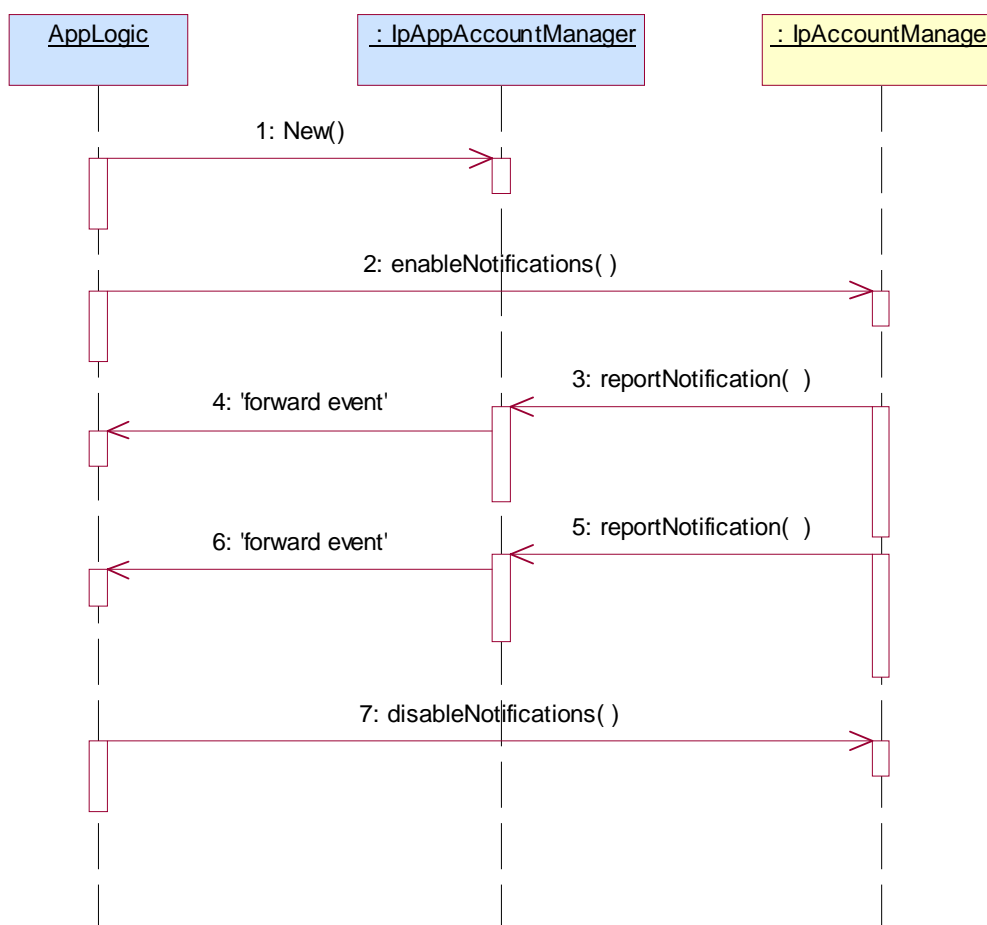 AppLogic
: IpAppAccountManager
: IpAccountManage
1: New()
2: enableNotifications( )
3: reportNotification( )
4: 'forward event'
5: reportNotification( )
6: 'forward event'
7: disableNotifications( )